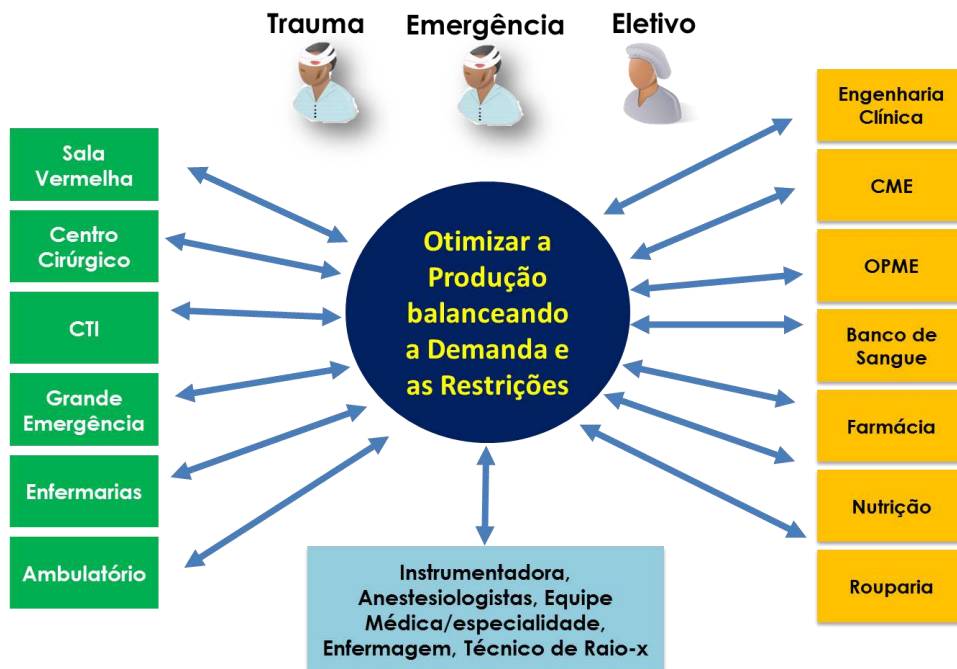 Trauma
Emergência
Eletivo
Sala
Vermelha
Centro
Cirúrgico
CTI
Grande
Emergência
Enfermarias
Ambulatório
Otimizar a
Produção
balanceando
a Demanda e
as Restrições
Instrumentadora,
Anestesiologistas, Equipe
Médica/especialidade,
Enfermagem, Técnico de Raio-x
Engenharia
Clínica
CME
OPME
Banco de
Sangue
Farmácia
Nutrição
Rouparia